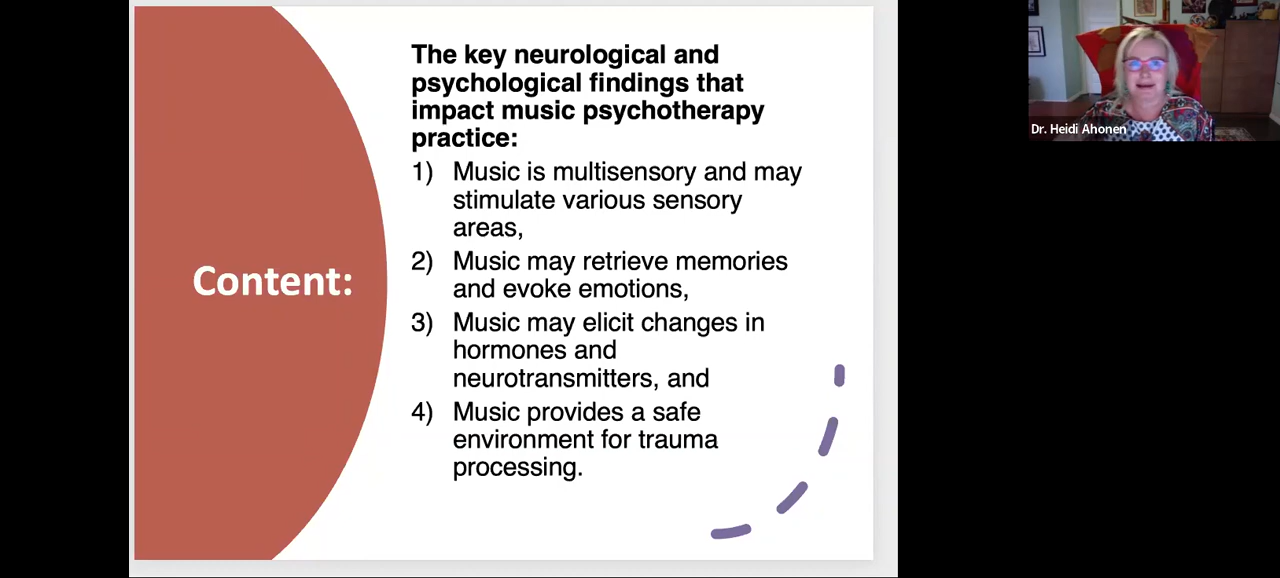 Content:
The key neurological and
psychological findings that
impact music psychotherapy
practice:
1) Music is multisensory and may
stimulate various sensory
areas,
2) Music may retrieve memories
and evoke emotions,
3) Music may elicit changes in
hormones and
neurotransmitters, and
4) Music provides a safe
environment for trauma
processing.
Dr. Heidi Ahonen